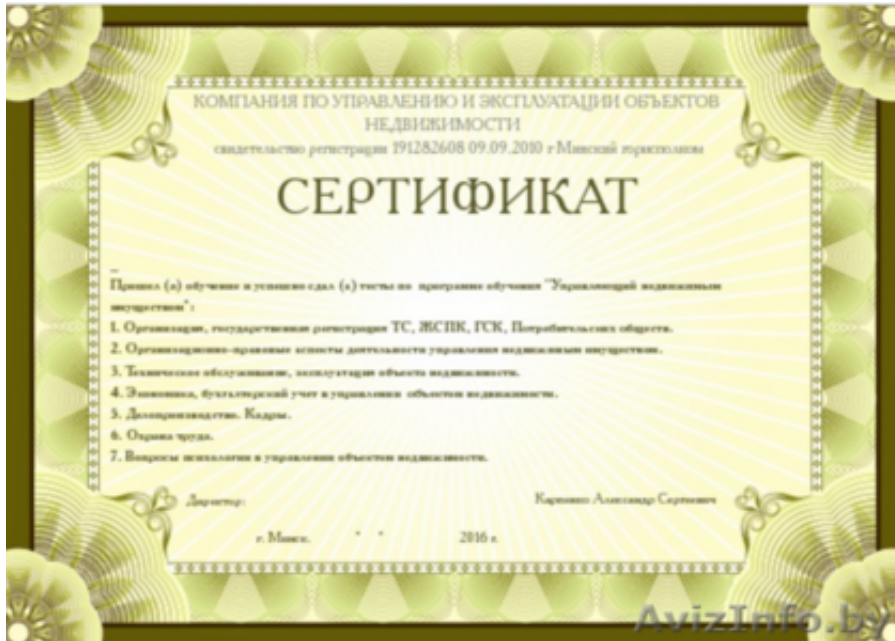 КОМПАНИЯ ПО УПРАВЛЕНИЮ И ЭКСПЛУАТАЦИИ ОБЪЕКТОВ
НЕДВИЖИМОСТИ
свидетельство регистрации 191282608 09.09.2010 г Минский горисполком
СЕРТИФИКАТ
Прошел (а) обучение и успешно сдал (а) тесты по программе обучения "Управляющий недвижимым
имуществом":
1. Организация, государственная регистрация ТС, ЖСПК, ГСК, Потребительских обществ.
2. Организационно-правовые аспекты деятельности управления недвижимым имуществом.
3. Техническое обслуживание, эксплуатация объекта недвижимости.
4. Экономика, бухгалтерский учет в управлении объектом недвижимости.
5. Делопроизводство. Кадры.
6. Охрана труда.
7. Вопросы психологии в управлении объектом недвижимости.
Директор: Александр Сергеевич
г. Минск. " " 2016 г.
AvizInfo.by